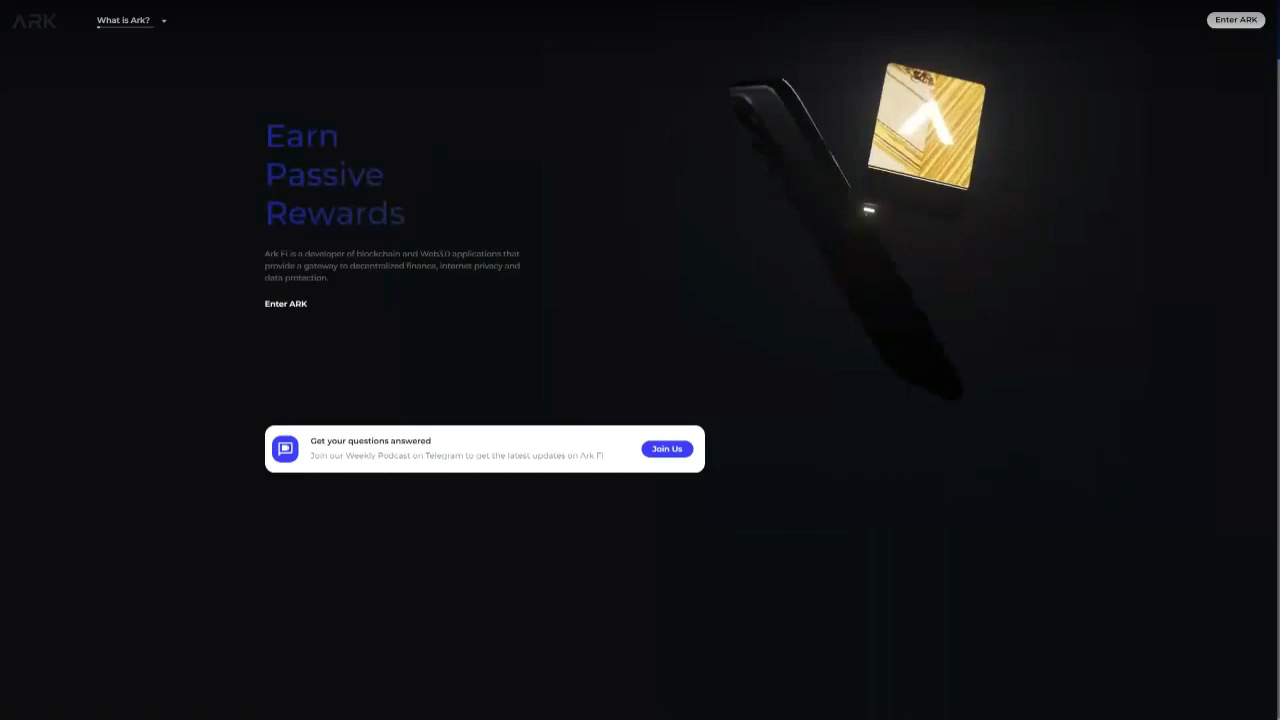 ARK
What is Ark?
Enter ARK
Earn
Passive
Rewards
Ark Fi is a developer of blockchain and Web3.0 applications that
provide a gateway to decentralized finance, internet privacy and
data protection.
Enter ARK
Get your questions answered
Join our Weekly Podcast on Telegram to get the latest updates on Ark Fi
Join Us